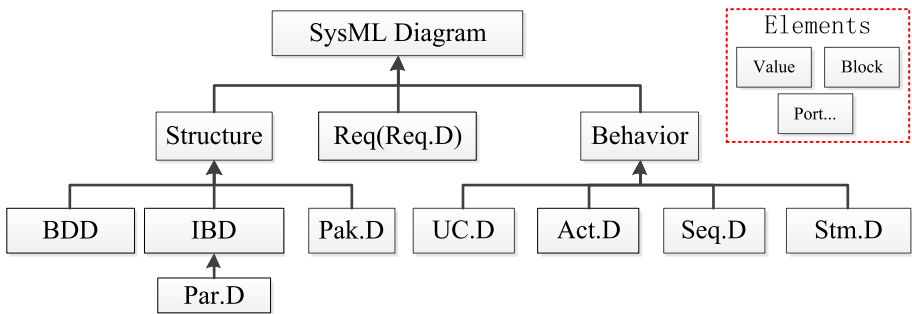 SysML Diagram
Elements
Value
Block
Port...
Structure
Req(Req.D)
Behavior
BDD
IBD
Pak.D
UC.D
Act.D
Seq.D
Stm.D
Par.D